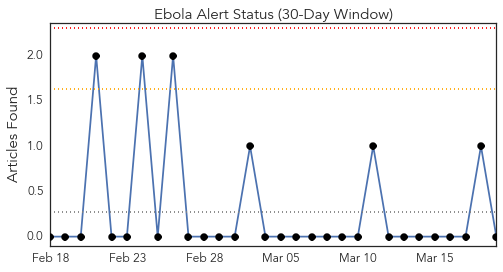 Ebola Alert Status (30-Day Window)
Articles Found
2.0
1.5
1.0
0.5
0.0
Feb 18 Feb 23 Feb 28 Mar 05 Mar 10 Mar 15